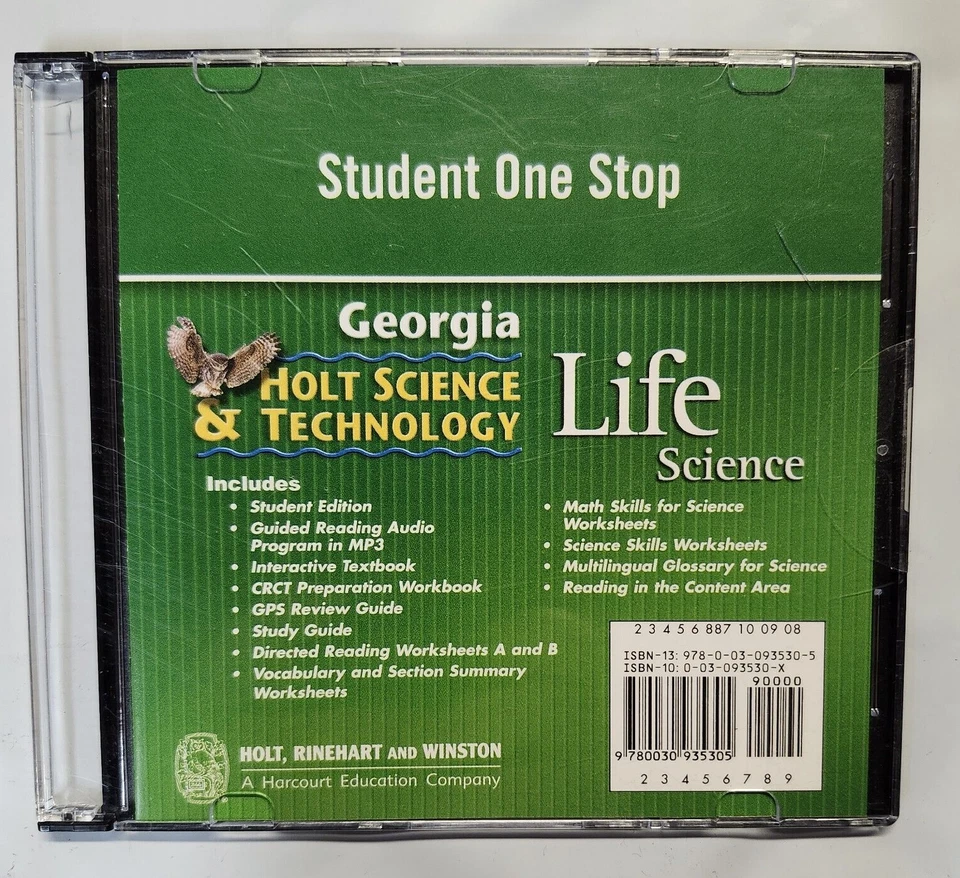 Student One Stop
Georgia
HOLT SCIENCE
& TECHNOLOGY
Life
Science
Includes
• Student Edition
• Guided Reading Audio
Program in MP3
• Interactive Textbook
• CRCT Preparation Workbook
• GPS Review Guide
• Study Guide
• Directed Reading Worksheets A and B
• Vocabulary and Section Summary
Worksheets
• Math Skills for Science
Worksheets
• Science Skills Worksheets
• Multilingual Glossary for Science
• Reading in the Content Area
2 3 4 5 6 887 10 09 08
ISBN-13: 978-0-03-093530-5
ISBN-10: 0-03-093530-X
90000
9 780030 935305
2 3 4 5 6 7 8 9
HOLT, RINEHART AND WINSTON
A Harcourt Education Company